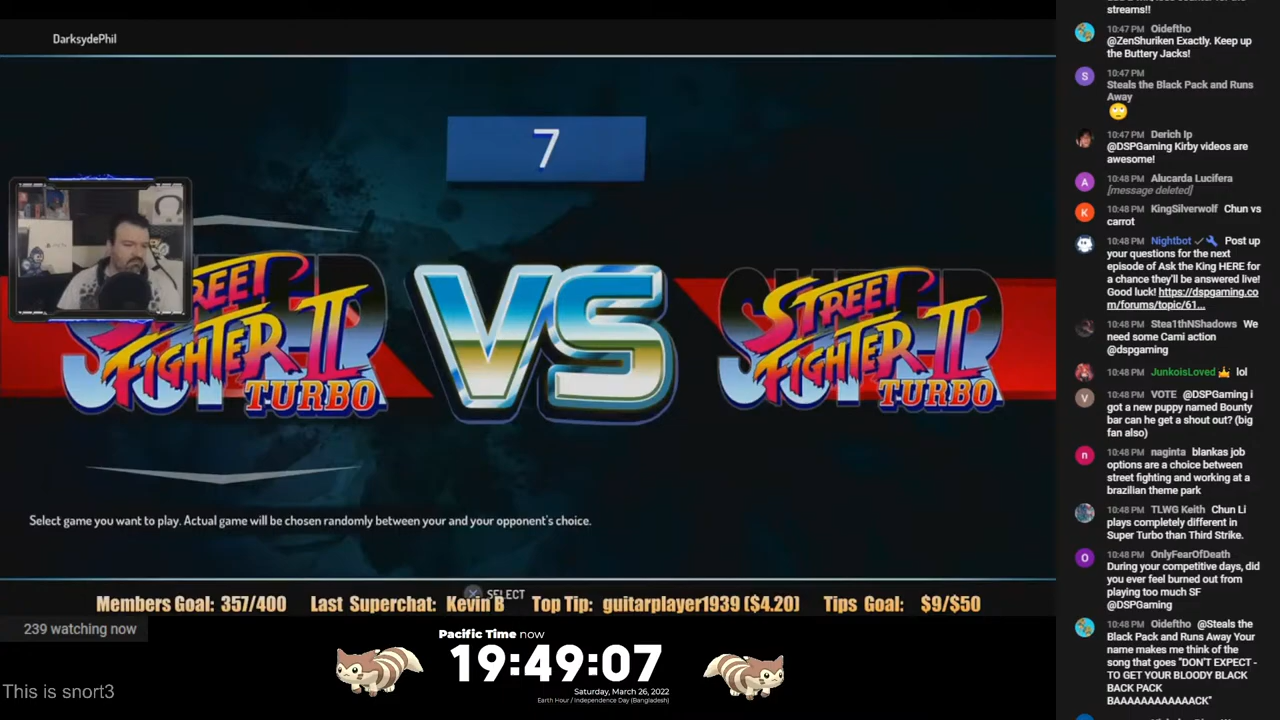 DarksydePhil
7
STREET
FIGHTER II
TURBO
VS
SUPER
STREET
FIGHTER II
TURBO
Select game you want to play. Actual game will be chosen randomly between your and your opponent's choice.
SELECT
Members Goal: 357/400 Last Superchat: Kevin B Top Tip: guitarplayer1939 ($4.20) Tips Goal: $9/$50
239 watching now
Pacific Time now
19:49:07
Saturday, March 26, 2022
Earth Hour / Independence Day (Bangladesh)
This is snort3
streams!!
10:47 PM Oideftho
@ZenShuriken Exactly. Keep up
the Buttery Jacks!
S
10:47 PM
Steals the Black Pack and Runs
Away
10:47 PM Derich Ip
@DSPGaming Kirby videos are
awesome!
A
10:48 PM Alucarda Lucifera
[message deleted]
K
10:48 PM KingSilverwolf Chun vs
carrot
10:48 PM Nightbot Post up
your questions for the next
episode of Ask the King HERE for
a chance they'll be answered live!
Good luck! https://dspgaming.co
m/forums/topic/61...
10:48 PM Stea1thNShadows We
need some Cami action
@dspgaming
10:48 PM JunkoisLoved lol
V
10:48 PM VOTE @DSPGaming i
got a new puppy named Bounty
bar can he get a shout out? (big
fan also)
n
10:48 PM naginta blankas job
options are a choice between
street fighting and working at a
brazilian theme park
10:48 PM TLWG Keith Chun Li
plays completely different in
Super Turbo than Third Strike.
O
10:48 PM OnlyFearOfDeath
During your competitive days, did
you ever feel burned out from
playing too much SF
@DSPGaming
10:48 PM Oideftho @Steals the
Black Pack and Runs Away Your
name makes me think of the
song that goes "DON'T EXPECT -
TO GET YOUR BLOODY BLACK
BACK PACK
BAAAAAAAAAAACK"